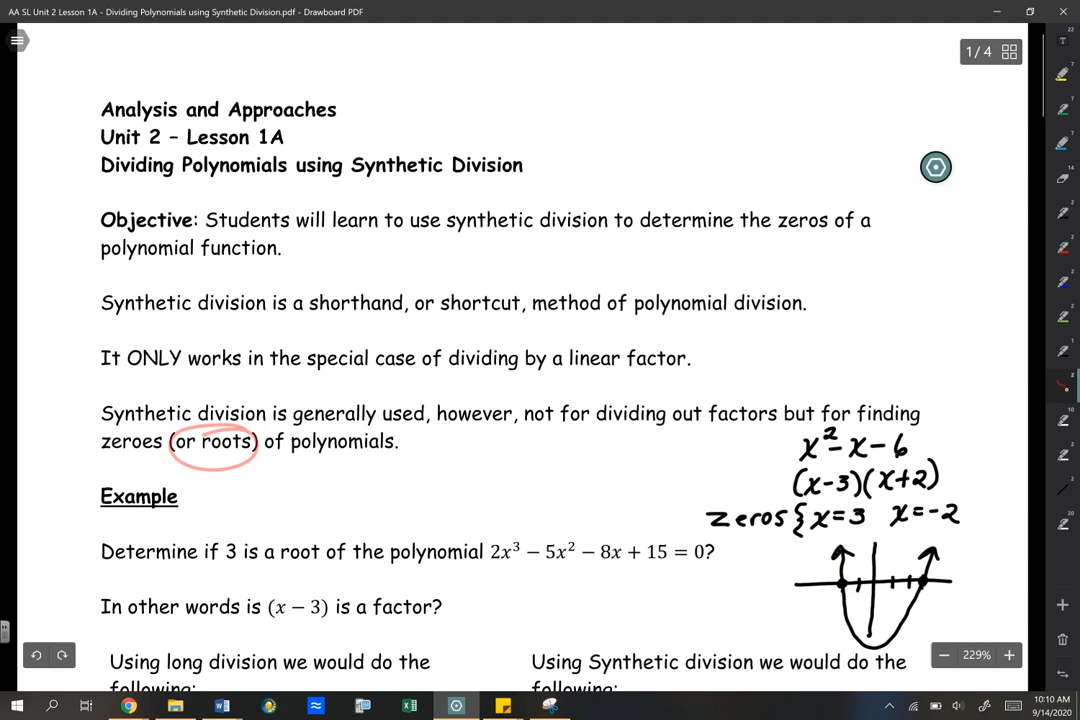 AA SL Unit 2 Lesson 1A - Dividing Polynomials using Synthetic Division.pdf - Drawboard PDF
1 / 4
Analysis and Approaches
Unit 2 – Lesson 1A
Dividing Polynomials using Synthetic Division
Objective: Students will learn to use synthetic division to determine the zeros of a
polynomial function.
Synthetic division is a shorthand, or shortcut, method of polynomial division.
It ONLY works in the special case of dividing by a linear factor.
Synthetic division is generally used, however, not for dividing out factors but for finding
zeroes (or roots) of polynomials.
x² - x - 6
(x-3)(x+2)
zeros { x=3 x=-2
Example
Determine if 3 is a root of the polynomial 2x³ − 5x² − 8x + 15 = 0?
In other words is (x − 3) is a factor?
Using long division we would do the
following:
Using Synthetic division we would do the
following:
229%
10:10 AM
9/14/2020